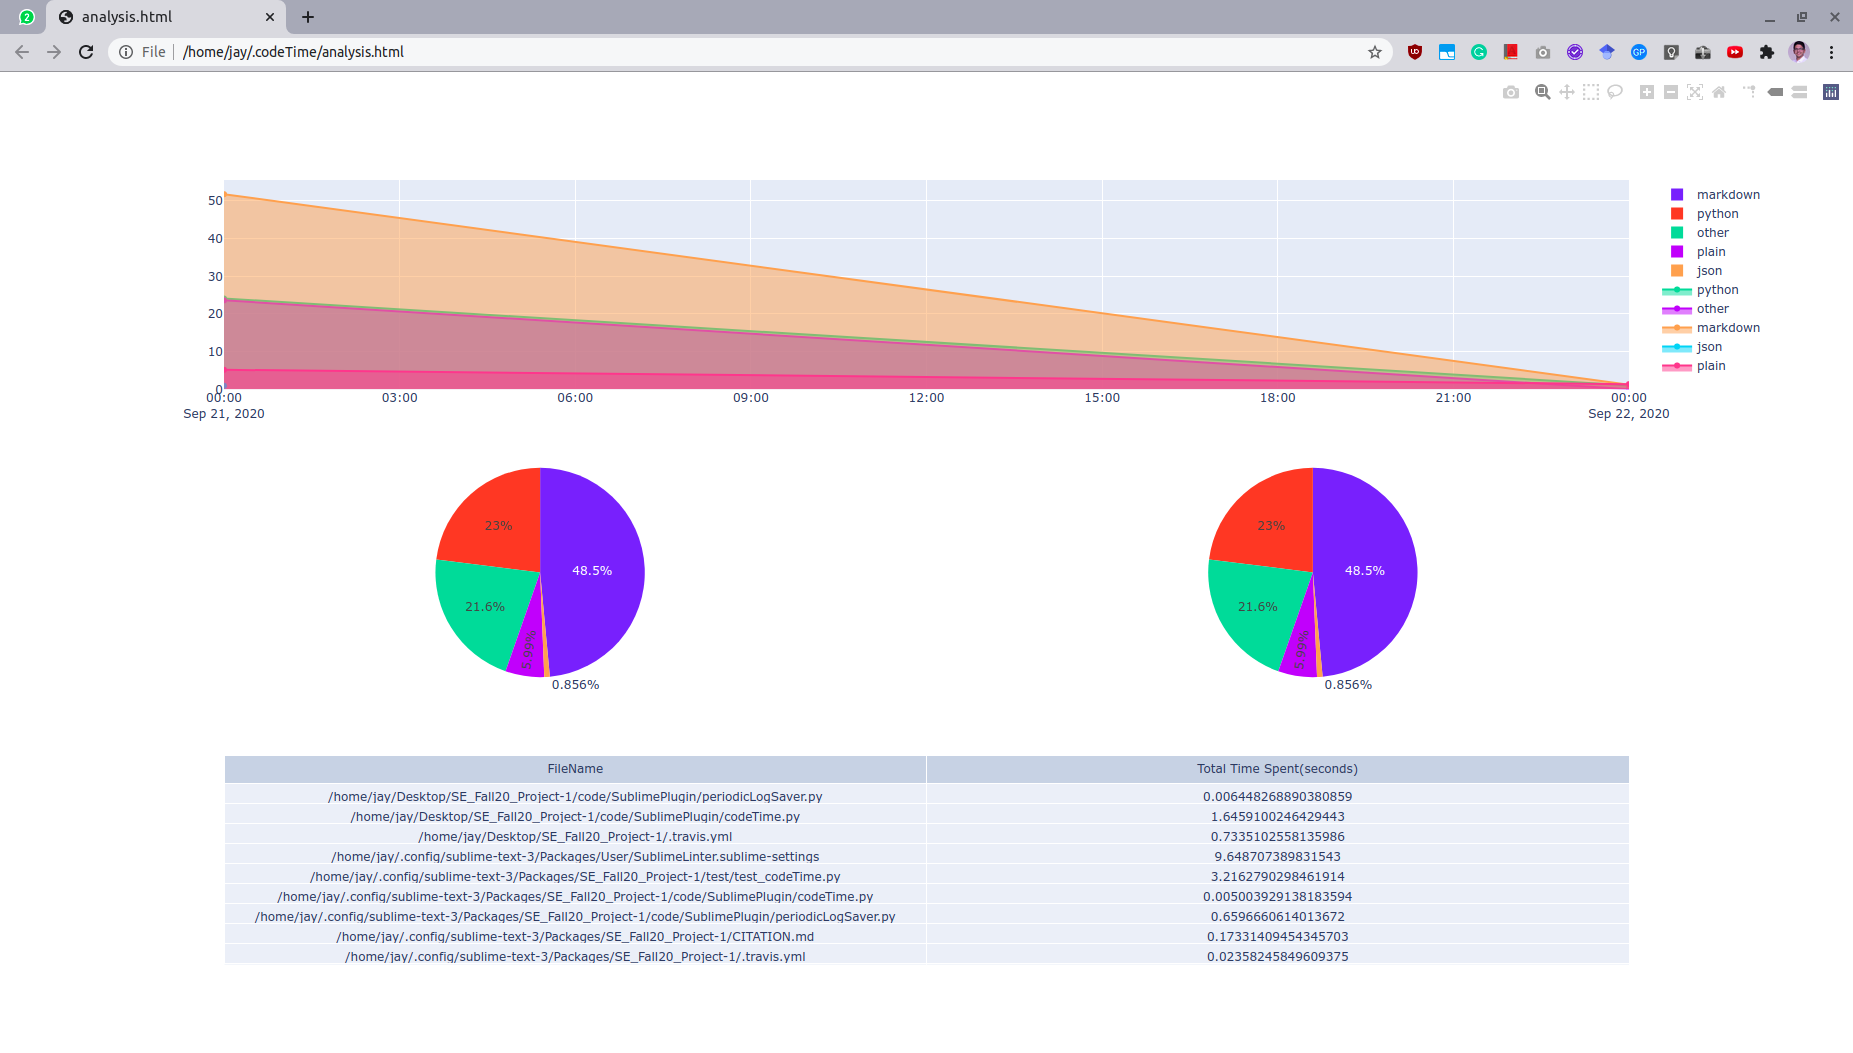 2
analysis.html
File
/home/jay/.codeTime/analysis.html
GP
50
40
30
20
10
0
00:00
03:00
06:00
09:00
12:00
15:00
18:00
21:00
00:00
Sep 21, 2020
Sep 22, 2020
markdown
python
other
plain
json
python
other
markdown
json
plain
23%
48.5%
21.6%
5.99%
0.856%
23%
48.5%
21.6%
5.99%
0.856%
FileName Total Time Spent(seconds)
/home/jay/Desktop/SE_Fall20_Project-1/code/SublimePlugin/periodicLogSaver.py 0.006448268890380859
/home/jay/Desktop/SE_Fall20_Project-1/code/SublimePlugin/codeTime.py 1.6459100246429443
/home/jay/Desktop/SE_Fall20_Project-1/.travis.yml 0.7335102558135986
/home/jay/.config/sublime-text-3/Packages/User/SublimeLinter.sublime-settings 9.648707389831543
/home/jay/.config/sublime-text-3/Packages/SE_Fall20_Project-1/test/test_codeTime.py 3.2162790298461914
/home/jay/.config/sublime-text-3/Packages/SE_Fall20_Project-1/code/SublimePlugin/codeTime.py 0.005003929138183594
/home/jay/.config/sublime-text-3/Packages/SE_Fall20_Project-1/code/SublimePlugin/periodicLogSaver.py 0.6596660614013672
/home/jay/.config/sublime-text-3/Packages/SE_Fall20_Project-1/CITATION.md 0.17331409454345703
/home/jay/.config/sublime-text-3/Packages/SE_Fall20_Project-1/.travis.yml 0.02358245849609375